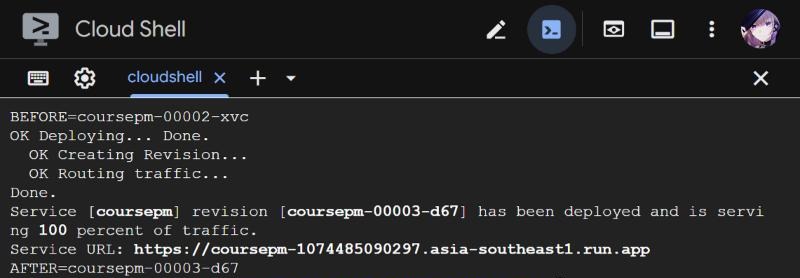 Cloud Shell
cloudshell
BEFORE=coursepm-00002-xvc
OK Deploying... Done.
  OK Creating Revision...
  OK Routing traffic...
Done.
Service [coursepm] revision [coursepm-00003-d67] has been deployed and is servi
ng 100 percent of traffic.
Service URL: https://coursepm-1074485090297.asia-southeast1.run.app
AFTER=coursepm-00003-d67